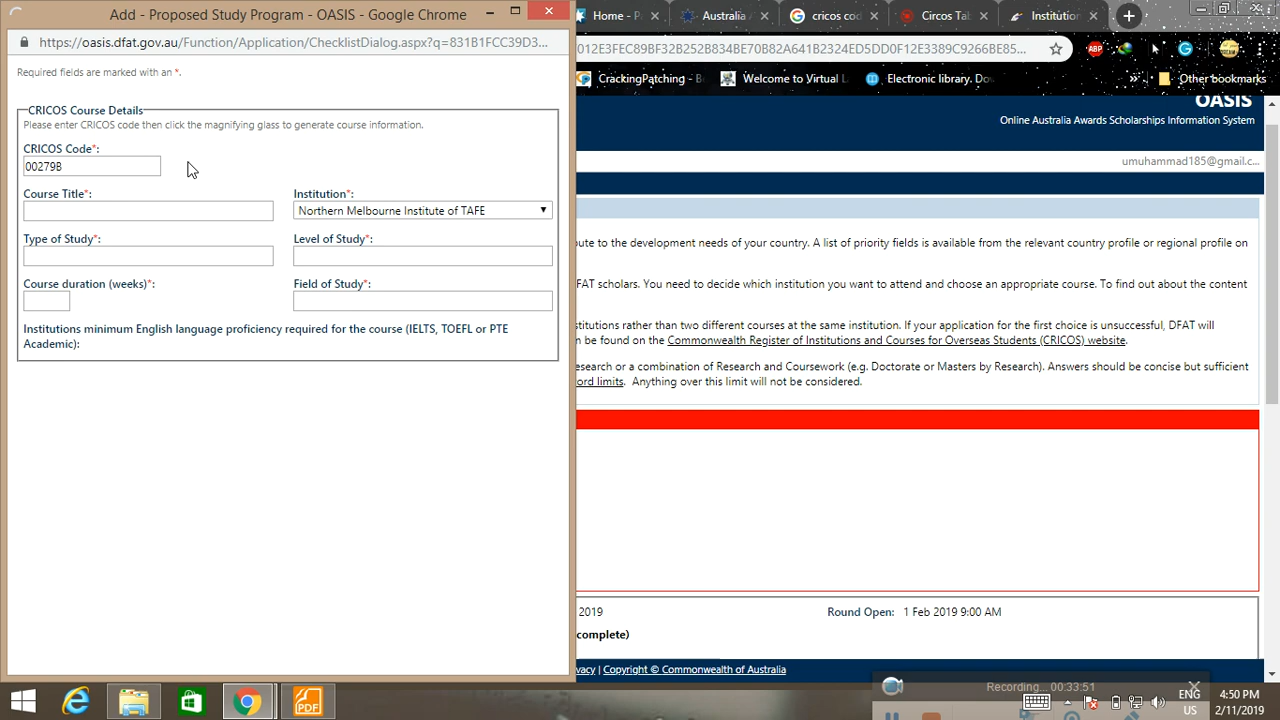 Add - Proposed Study Program - OASIS - Google Chrome
https://oasis.dfat.gov.au/Function/Application/ChecklistDialog.aspx?q=831B1FCC39D3...
Required fields are marked with an *.
CRICOS Course Details
Please enter CRICOS code then click the magnifying glass to generate course information.
CRICOS Code*:
00279B
Course Title*:
Institution*:
Northern Melbourne Institute of TAFE
Type of Study*:
Level of Study*:
Course duration (weeks)*:
Field of Study*:
Institutions minimum English language proficiency required for the course (IELTS, TOEFL or PTE
Academic):
Home - P
Australia
cricos cod
Circos Tab
Institution
012E3FEC89BF32B252B834BE70B82A641B2324ED5DD0F12E3389C9266BE85...
ABP
CrackingPatching - B
Welcome to Virtual L
Electronic library. Do
Other bookmarks
OASIS
Online Australia Awards Scholarships Information System
umuhammad185@gmail.c...
ute to the development needs of your country. A list of priority fields is available from the relevant country profile or regional profile on
FAT scholars. You need to decide which institution you want to attend and choose an appropriate course. To find out about the content
stitutions rather than two different courses at the same institution. If your application for the first choice is unsuccessful, DFAT will
n be found on the Commonwealth Register of Institutions and Courses for Overseas Students (CRICOS) website.
esearch or a combination of Research and Coursework (e.g. Doctorate or Masters by Research). Answers should be concise but sufficient
ord limits. Anything over this limit will not be considered.
2019
Round Open: 1 Feb 2019 9:00 AM
complete)
vacy | Copyright © Commonwealth of Australia
Recording... 00:33:51
PDF
ENG
US
4:50 PM
2/11/2019